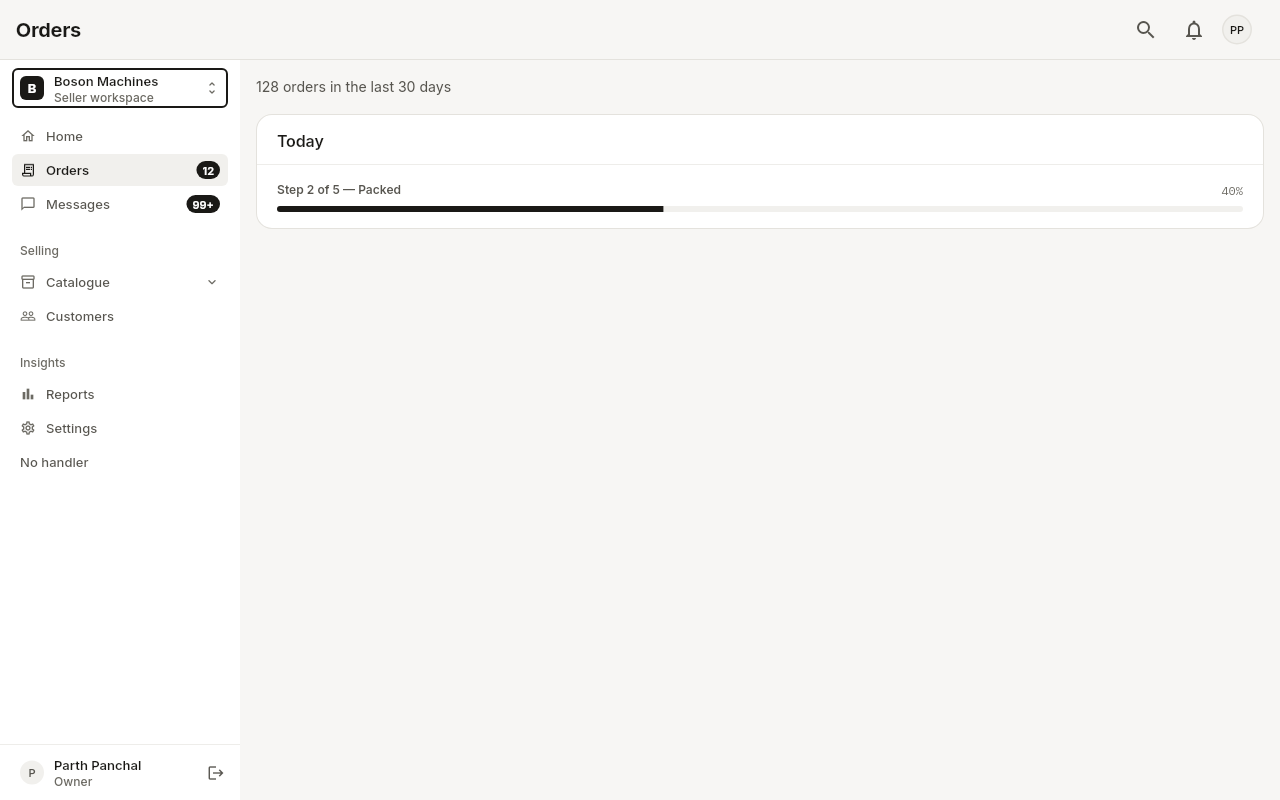 Orders
PP
B
Boson Machines
Seller workspace
Home
Orders
12
Messages
99+
Selling
Catalogue
Customers
Insights
Reports
Settings
No handler
P
Parth Panchal
Owner
128 orders in the last 30 days
Today
Step 2 of 5 — Packed
40%